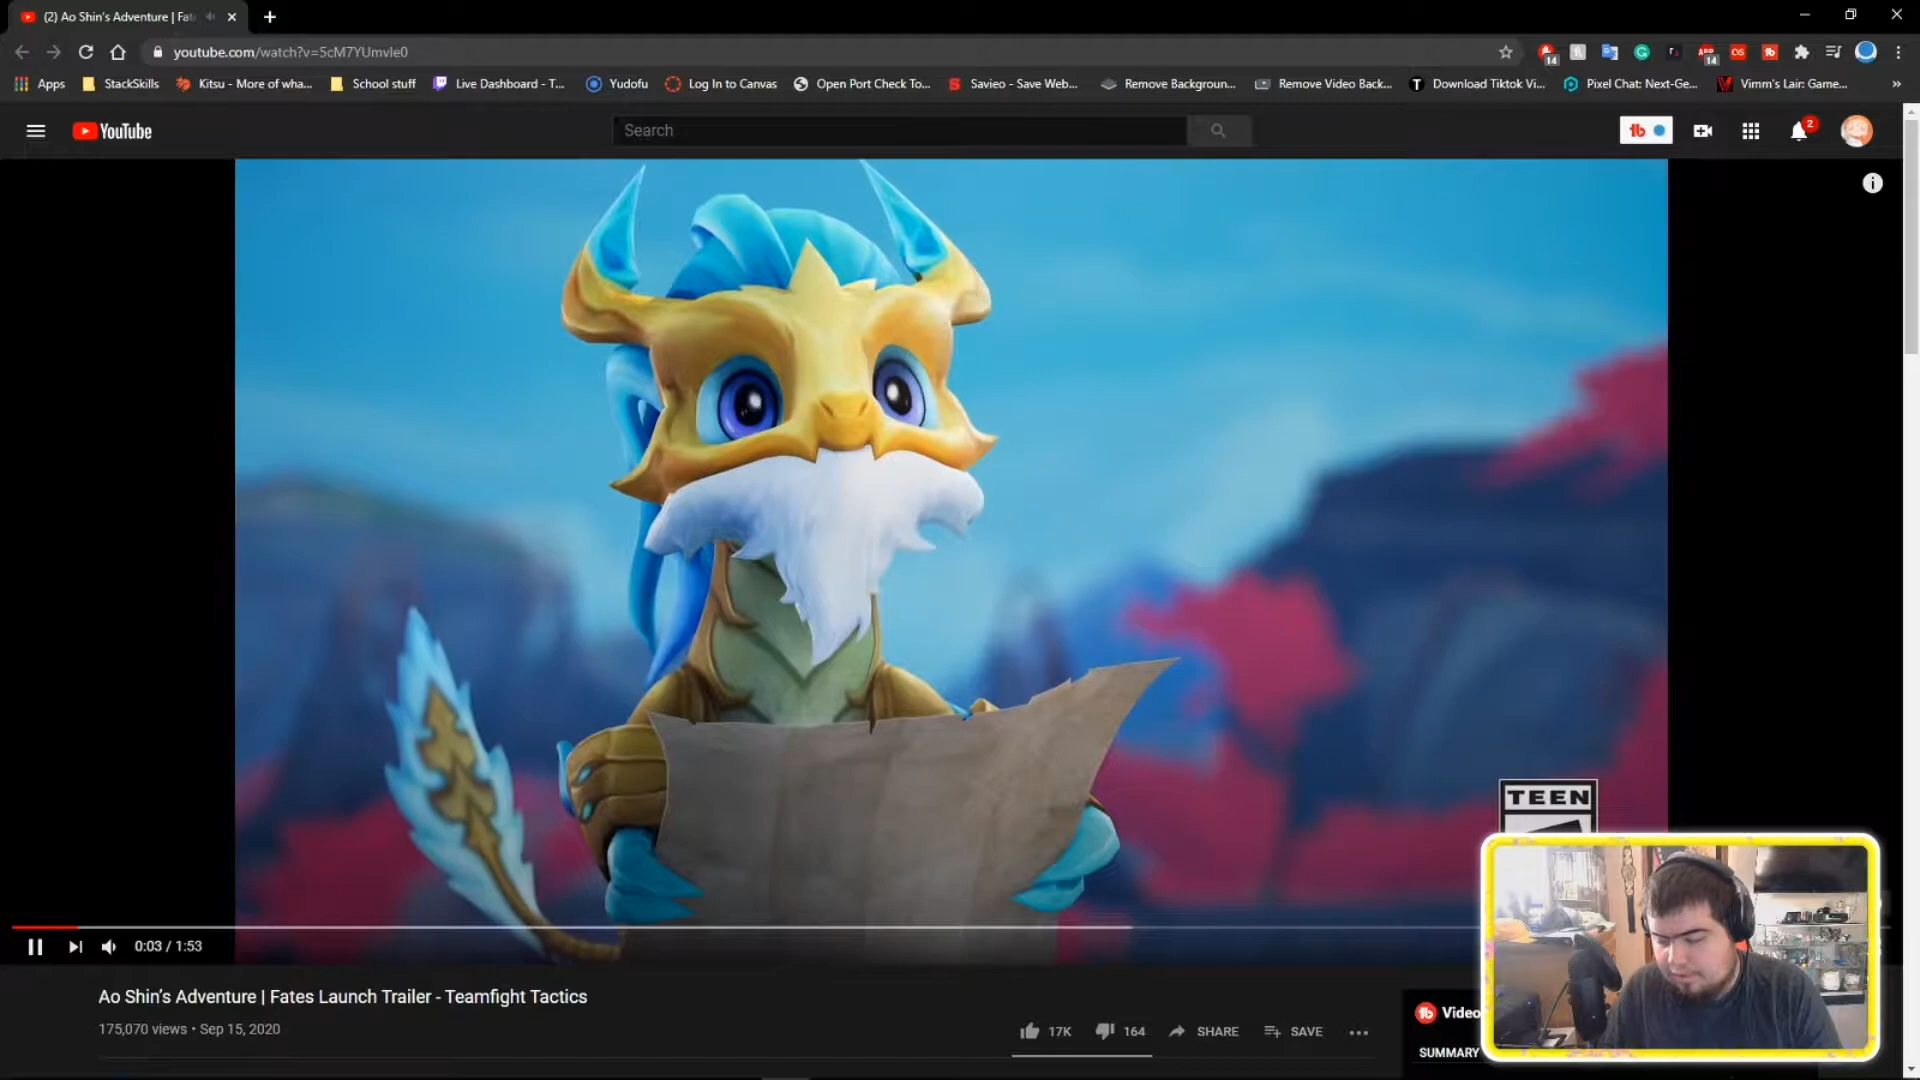 (2) Ao Shin's Adventure | Fat
youtube.com/watch?v=5cM7YUmvle0
14
14
Apps StackSkills Kitsu - More of wha... School stuff Live Dashboard - T... Yudofu Log In to Canvas Open Port Check To... Savieo - Save Web... Remove Backgroun... Remove Video Back... Download Tiktok Vi... Pixel Chat: Next-Ge... Vimm's Lair: Game...
YouTube
Search
2
TEEN
0:03 / 1:53
Ao Shin's Adventure | Fates Launch Trailer - Teamfight Tactics
175,070 views • Sep 15, 2020
17K 164 SHARE SAVE
Video
SUMMARY